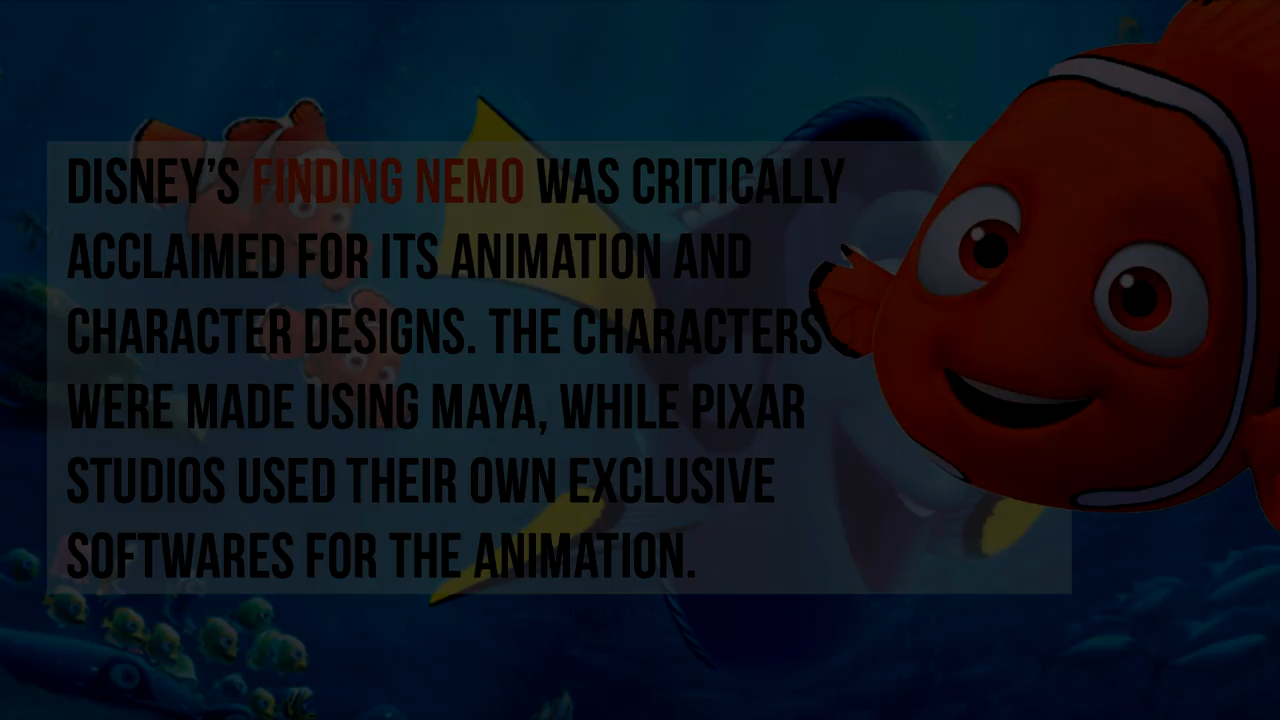 DISNEY'S FINDING NEMO WAS CRITICALLY
ACCLAIMED FOR ITS ANIMATION AND
CHARACTER DESIGNS. THE CHARACTERS
WERE MADE USING MAYA, WHILE PIXAR
STUDIOS USED THEIR OWN EXCLUSIVE
SOFTWARES FOR THE ANIMATION.